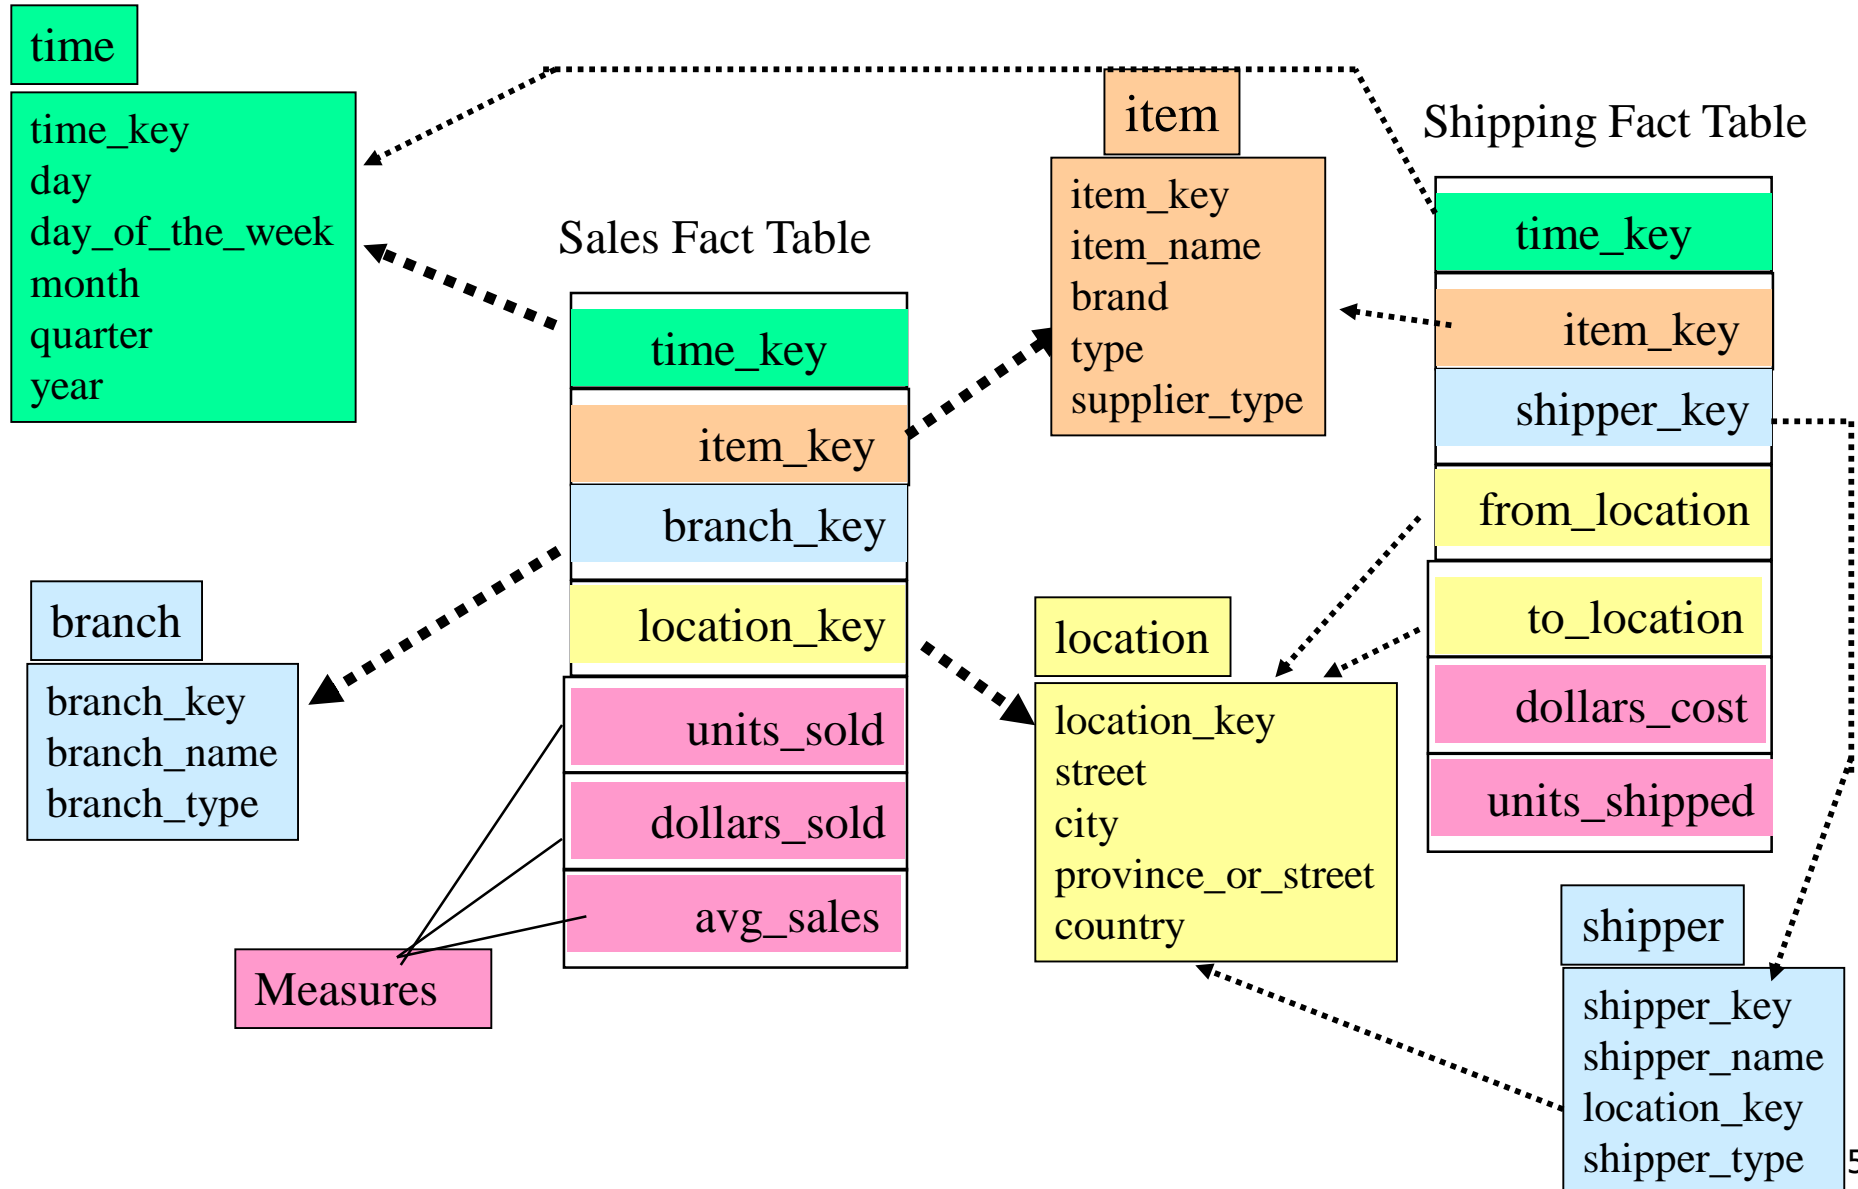 time
time_key
day
day_of_the_week
month
quarter
year
Sales Fact Table
time_key
item_key
branch_key
location_key
units_sold
dollars_sold
avg_sales
Measures
branch
branch_key
branch_name
branch_type
item
item_key
item_name
brand
type
supplier_type
location
location_key
street
city
province_or_street
country
Shipping Fact Table
time_key
item_key
shipper_key
from_location
to_location
dollars_cost
units_shipped
shipper
shipper_key
shipper_name
location_key
shipper_type
5